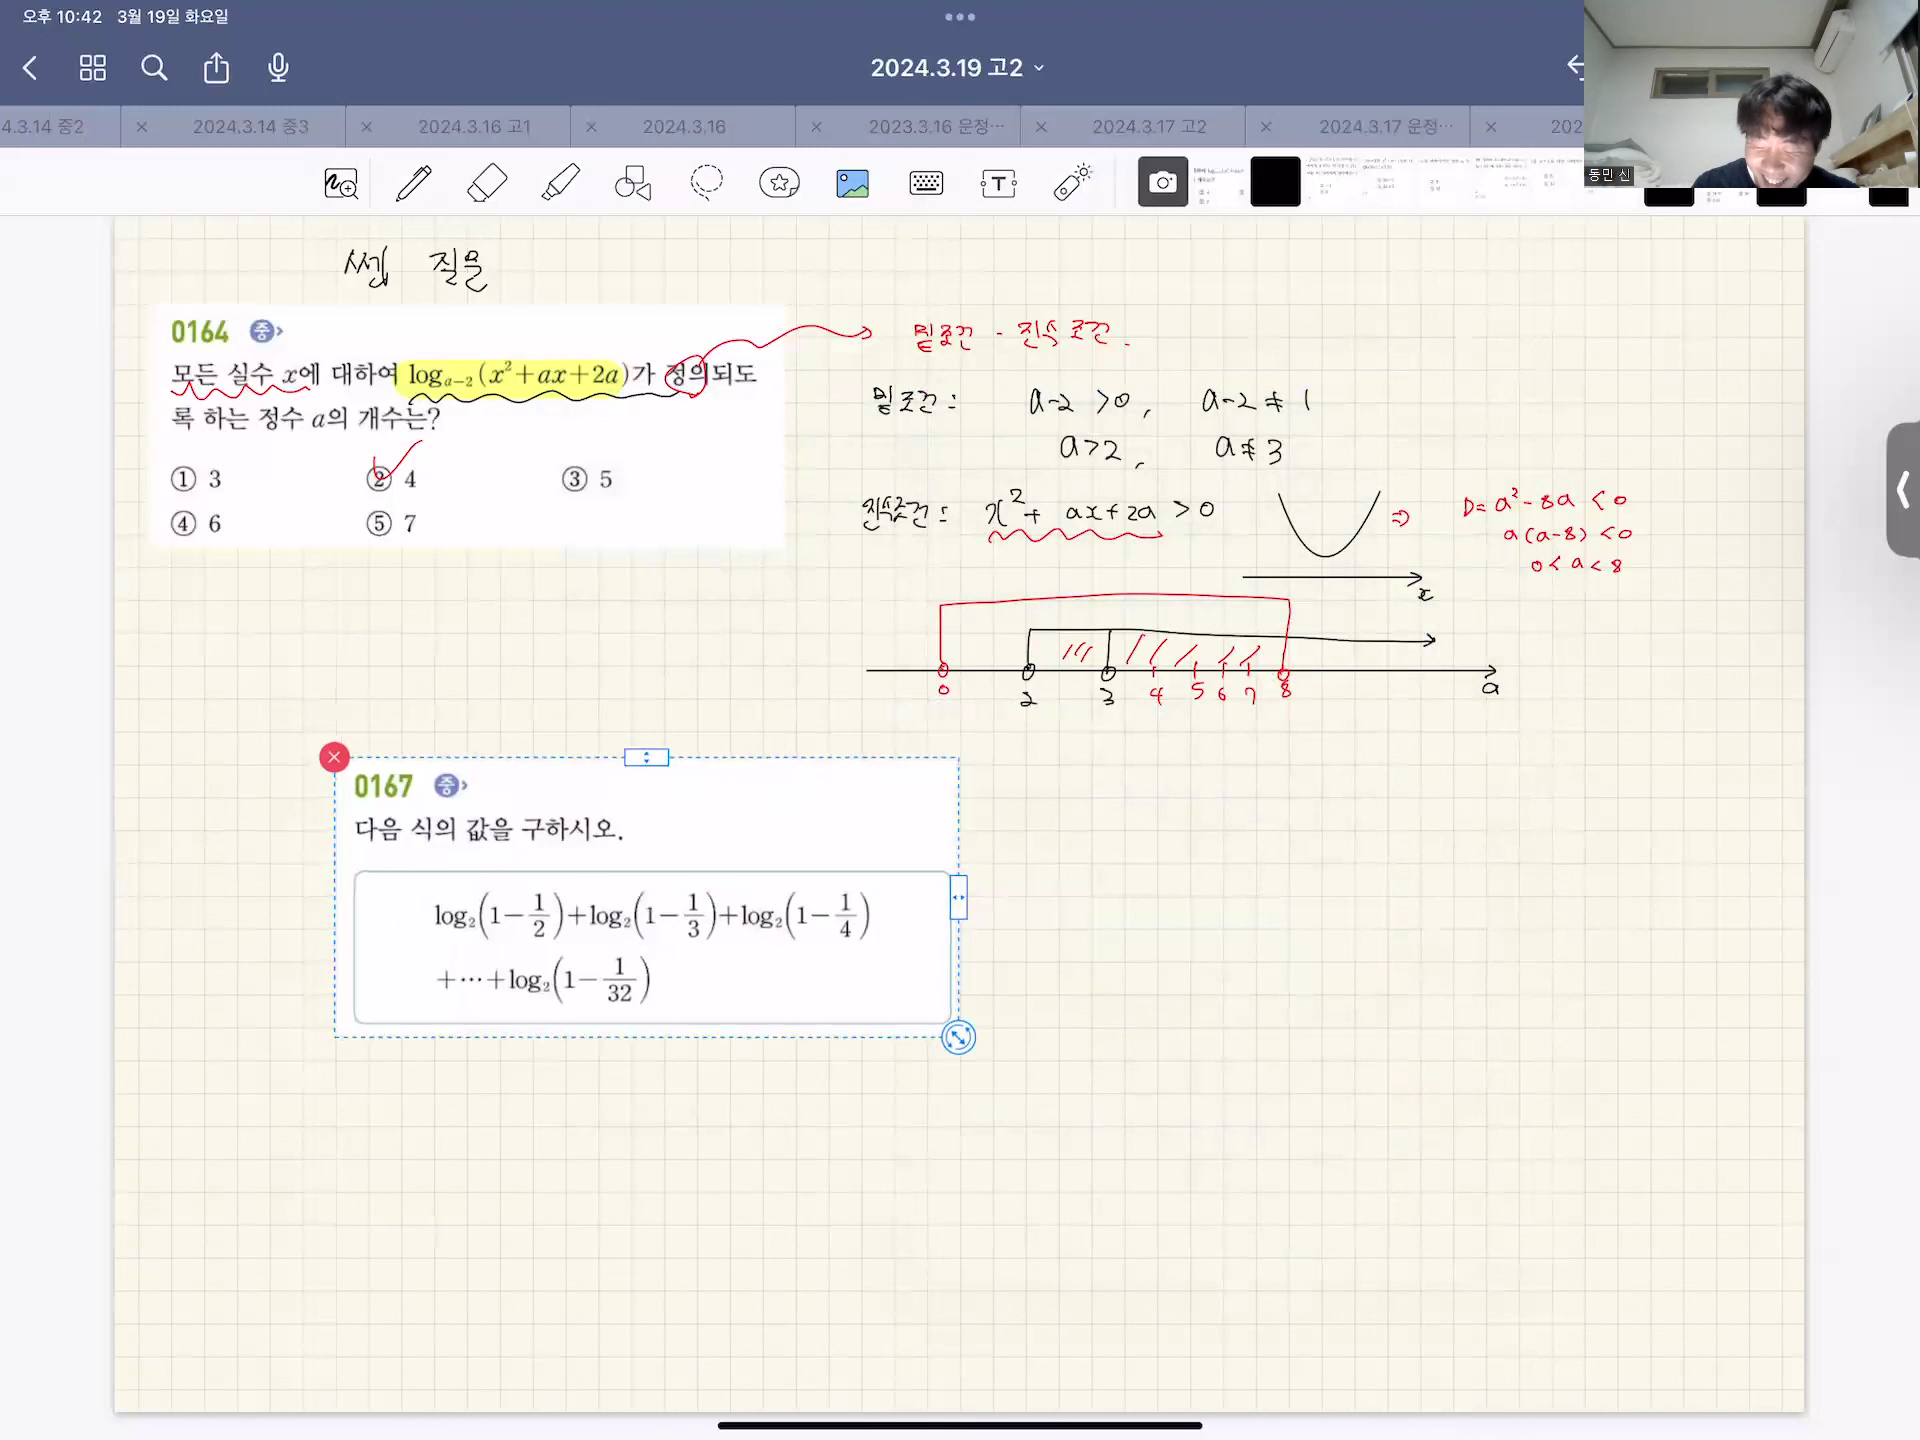 오후 10:42 3월 19일 화요일
2024.3.19 고2
4.3.14 중2
2024.3.14 중3
2024.3.16 고1
2024.3.16
2023.3.16 운정…
2024.3.17 고2
2024.3.17 운정…
202
동민 신
쎈 질문
0164 중
모든 실수 x에 대하여 log_{a-2}(x²+ax+2a)가 정의되도
록 하는 정수 a의 개수는?
① 3 ② 4 ③ 5
④ 6 ⑤ 7
밑조건 - 진수조건.
밑조건 : a-2 >0, a-2 ≠ 1
a>2, a≠3
진수조건 : x²+ ax+2a >0
x
D= a²-8a <0
a(a-8) <0
0< a < 8
0 2 3 4 5 6 7 8 a
0167 중
다음 식의 값을 구하시오.
log₂(1-1/2)+log₂(1-1/3)+log₂(1-1/4)
+⋯+log₂(1-1/32)